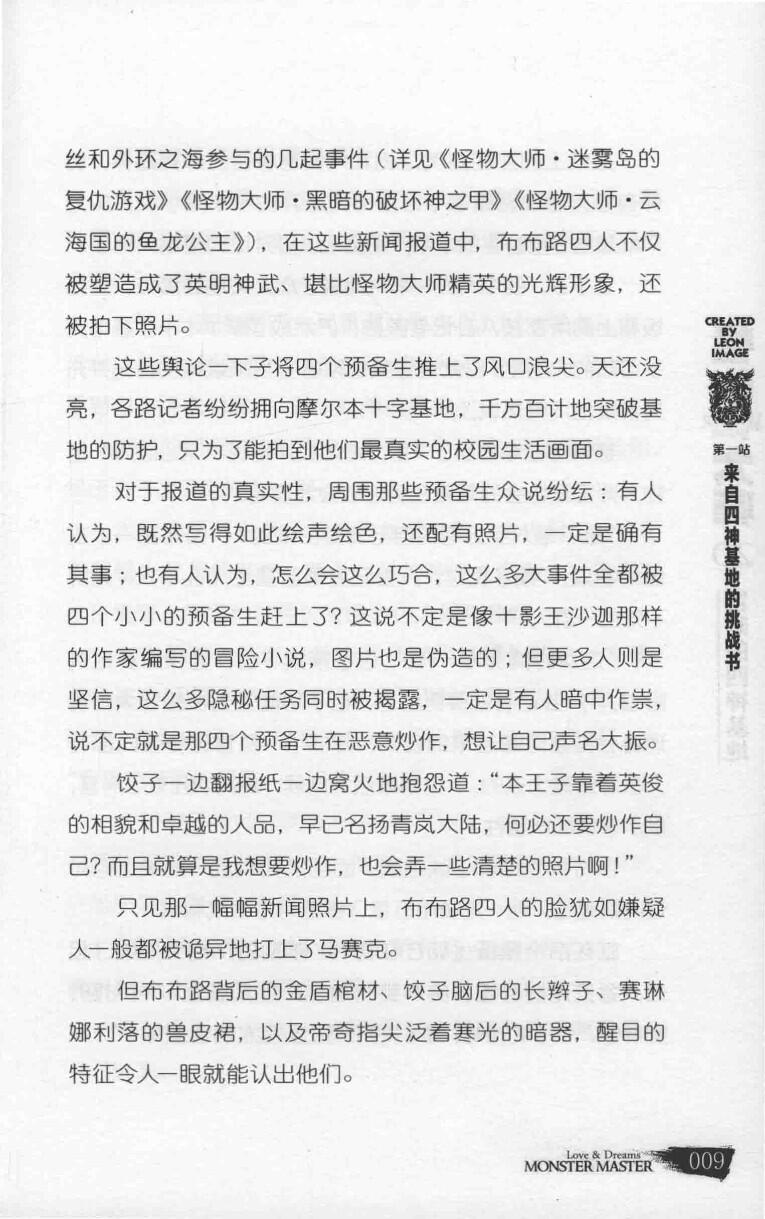 丝和外环之海参与的几起事件（详见《怪物大师·迷雾岛的
复仇游戏》《怪物大师·黑暗的破坏神之甲》《怪物大师·云
海国的鱼龙公主》），在这些新闻报道中，布布路四人不仅
被塑造成了英明神武、堪比怪物大师精英的光辉形象，还
被拍下照片。
这些舆论一下子将四个预备生推上了风口浪尖。天还没
亮，各路记者纷纷拥向摩尔本十字基地，千方百计地突破基
地的防护，只为了能拍到他们最真实的校园生活画面。
对于报道的真实性，周围那些预备生众说纷纭：有人
认为，既然写得如此绘声绘色，还配有照片，一定是确有
其事；也有人认为，怎么会这么巧合，这么多大事件全都被
四个小小的预备生赶上了？这说不定是像十影王沙迦那样
的作家编写的冒险小说，图片也是伪造的；但更多人则是
坚信，这么多隐秘任务同时被揭露，一定是有人暗中作祟，
说不定就是那四个预备生在恶意炒作，想让自己声名大振。
饺子一边翻报纸一边窝火地抱怨道：“本王子靠着英俊
的相貌和卓越的人品，早已名扬青岚大陆，何必还要炒作自
己？而且就算是我想要炒作，也会弄一些清楚的照片啊！”
只见那一幅幅新闻照片上，布布路四人的脸犹如嫌疑
人一般都被诡异地打上了马赛克。
但布布路背后的金盾棺材、饺子脑后的长辫子、赛琳
娜利落的兽皮裙，以及帝奇指尖泛着寒光的暗器，醒目的
特征令人一眼就能认出他们。
CREATED
BY
LEON
IMAGE
第一站
来自四神基地的挑战书
Love & Dreams
MONSTER MASTER
009